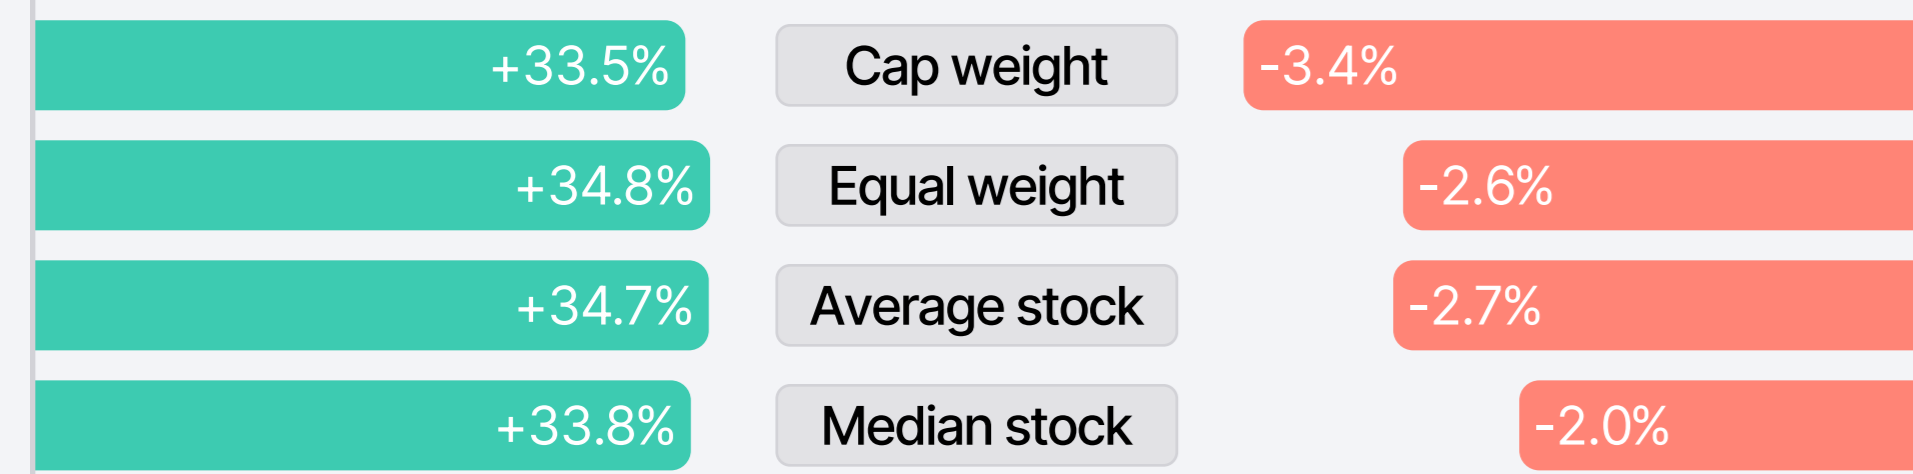 +33.5% Cap weight -3.4%
+34.8% Equal weight -2.6%
+34.7% Average stock -2.7%
+33.8% Median stock -2.0%